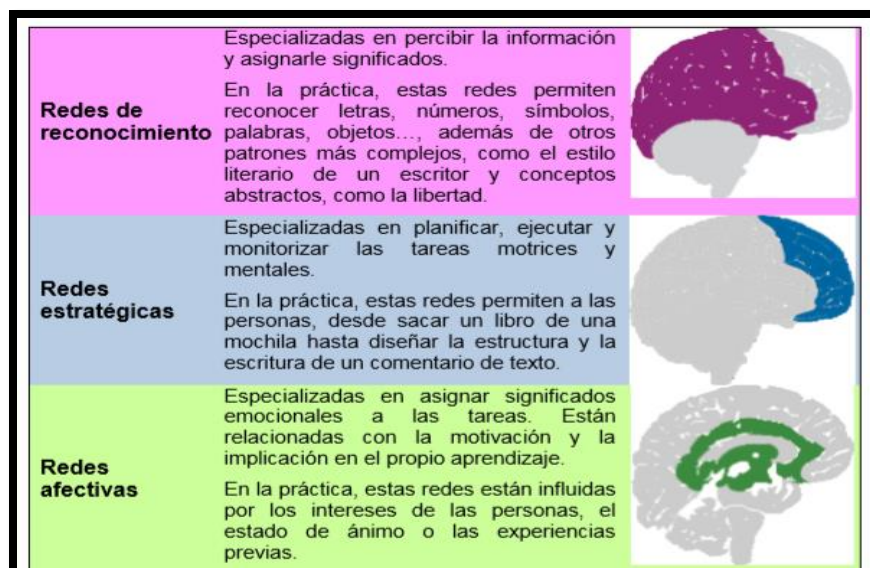 Especializadas en percibir la información
y asignarle significados.
Redes de
reconocimiento
En la práctica, estas redes permiten
reconocer letras, números, símbolos,
palabras, objetos…, además de otros
patrones más complejos, como el estilo
literario de un escritor y conceptos
abstractos, como la libertad.
Especializadas en planificar, ejecutar y
monitorizar las tareas motrices y
mentales.
Redes
estratégicas
En la práctica, estas redes permiten a las
personas, desde sacar un libro de una
mochila hasta diseñar la estructura y la
escritura de un comentario de texto.
Especializadas en asignar significados
emocionales a las tareas. Están
relacionadas con la motivación y la
implicación en el propio aprendizaje.
Redes
afectivas
En la práctica, estas redes están influidas
por los intereses de las personas, el
estado de ánimo o las experiencias
previas.